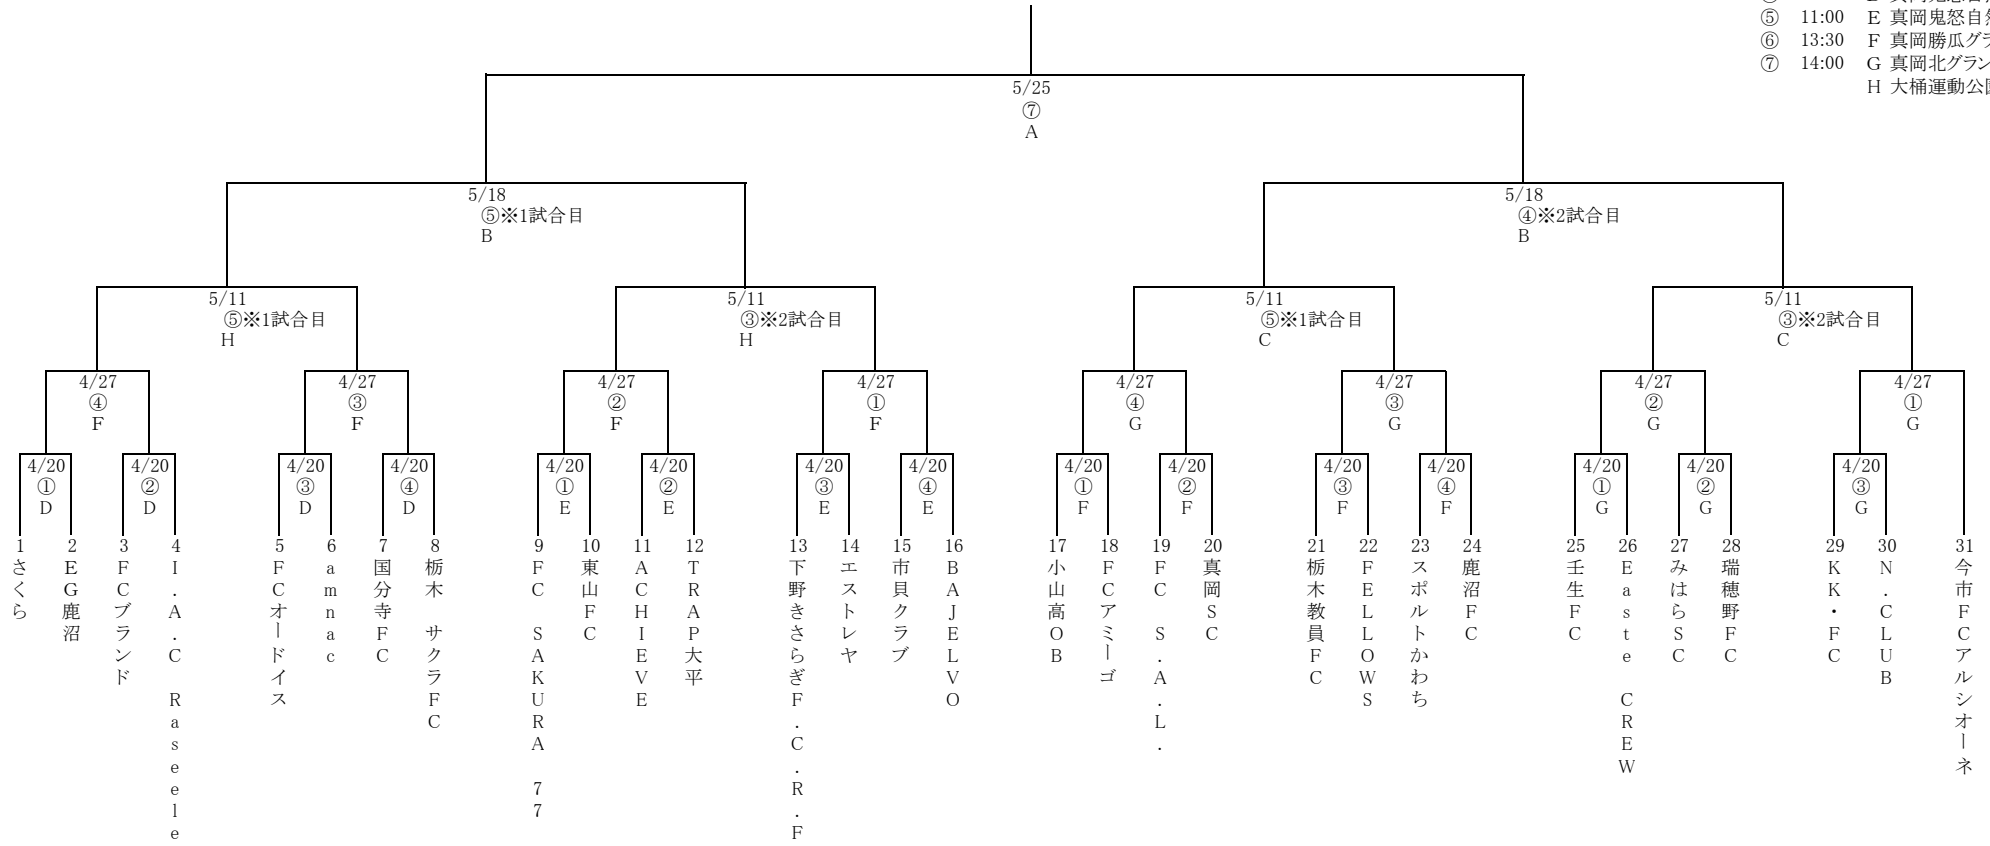 ⑤ 11:00 E 真岡鬼怒自然
⑥ 13:30 F 真岡勝瓜グラ
⑦ 14:00 G 真岡北グラン
H 大桶運動公園
5/25
⑦
A
5/18
⑤※1試合目
B
5/18
④※2試合目
B
5/11
⑤※1試合目
H
5/11
③※2試合目
H
5/11
⑤※1試合目
C
5/11
③※2試合目
C
4/27
④
F
4/27
③
F
4/27
②
F
4/27
①
F
4/27
④
G
4/27
③
G
4/27
②
G
4/27
①
G
4/20
①
D
4/20
②
D
4/20
③
D
4/20
④
D
4/20
①
E
4/20
②
E
4/20
③
E
4/20
④
E
4/20
①
F
4/20
②
F
4/20
③
F
4/20
④
F
4/20
①
G
4/20
②
G
4/20
③
G
1 さくら
2 EG鹿沼
3 FCブランド
4 I.A.C Raseele
5 FCオードイス
6 amnac
7 国分寺FC
8 栃木 サクラFC
9 FC SAKURA 77
10 東山FC
11 ACHIEVE
12 TRAP大平
13 下野きさらぎF.C.R.F
14 エストレヤ
15 市貝クラブ
16 BAJELVO
17 小山高OB
18 FCアミーゴ
19 FC S.A.L.
20 真岡SC
21 栃木教員FC
22 FELLOWS
23 スポルトかわち
24 鹿沼FC
25 壬生FC
26 Easte CREW
27 みはらSC
28 瑞穂野FC
29 KK・FC
30 N.CLUB
31 今市FCアルシオーネ